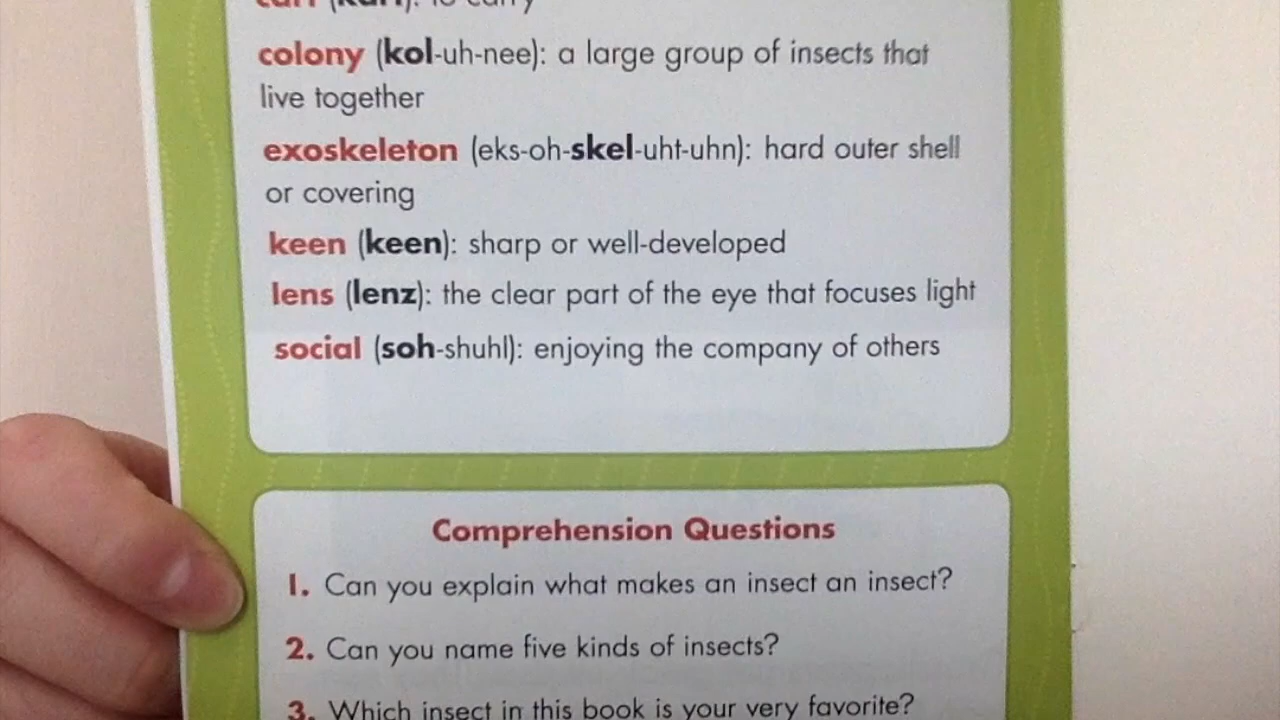 colony (kol-uh-nee): a large group of insects that
live together
exoskeleton (eks-oh-skel-uht-uhn): hard outer shell
or covering
keen (keen): sharp or well-developed
lens (lenz): the clear part of the eye that focuses light
social (soh-shuhl): enjoying the company of others
Comprehension Questions
1. Can you explain what makes an insect an insect?
2. Can you name five kinds of insects?
3. Which insect in this book is your very favorite?